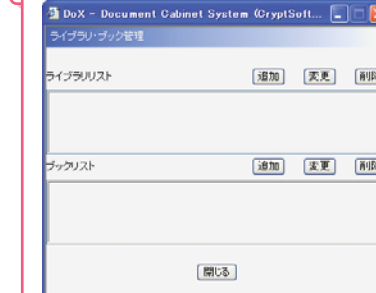 DoX - Document Cabinet System (CryptSoft...
ライブラリ・ブック管理
ライブラリリスト 追加 変更 削除
ブックリスト 追加 変更 削除
閉じる